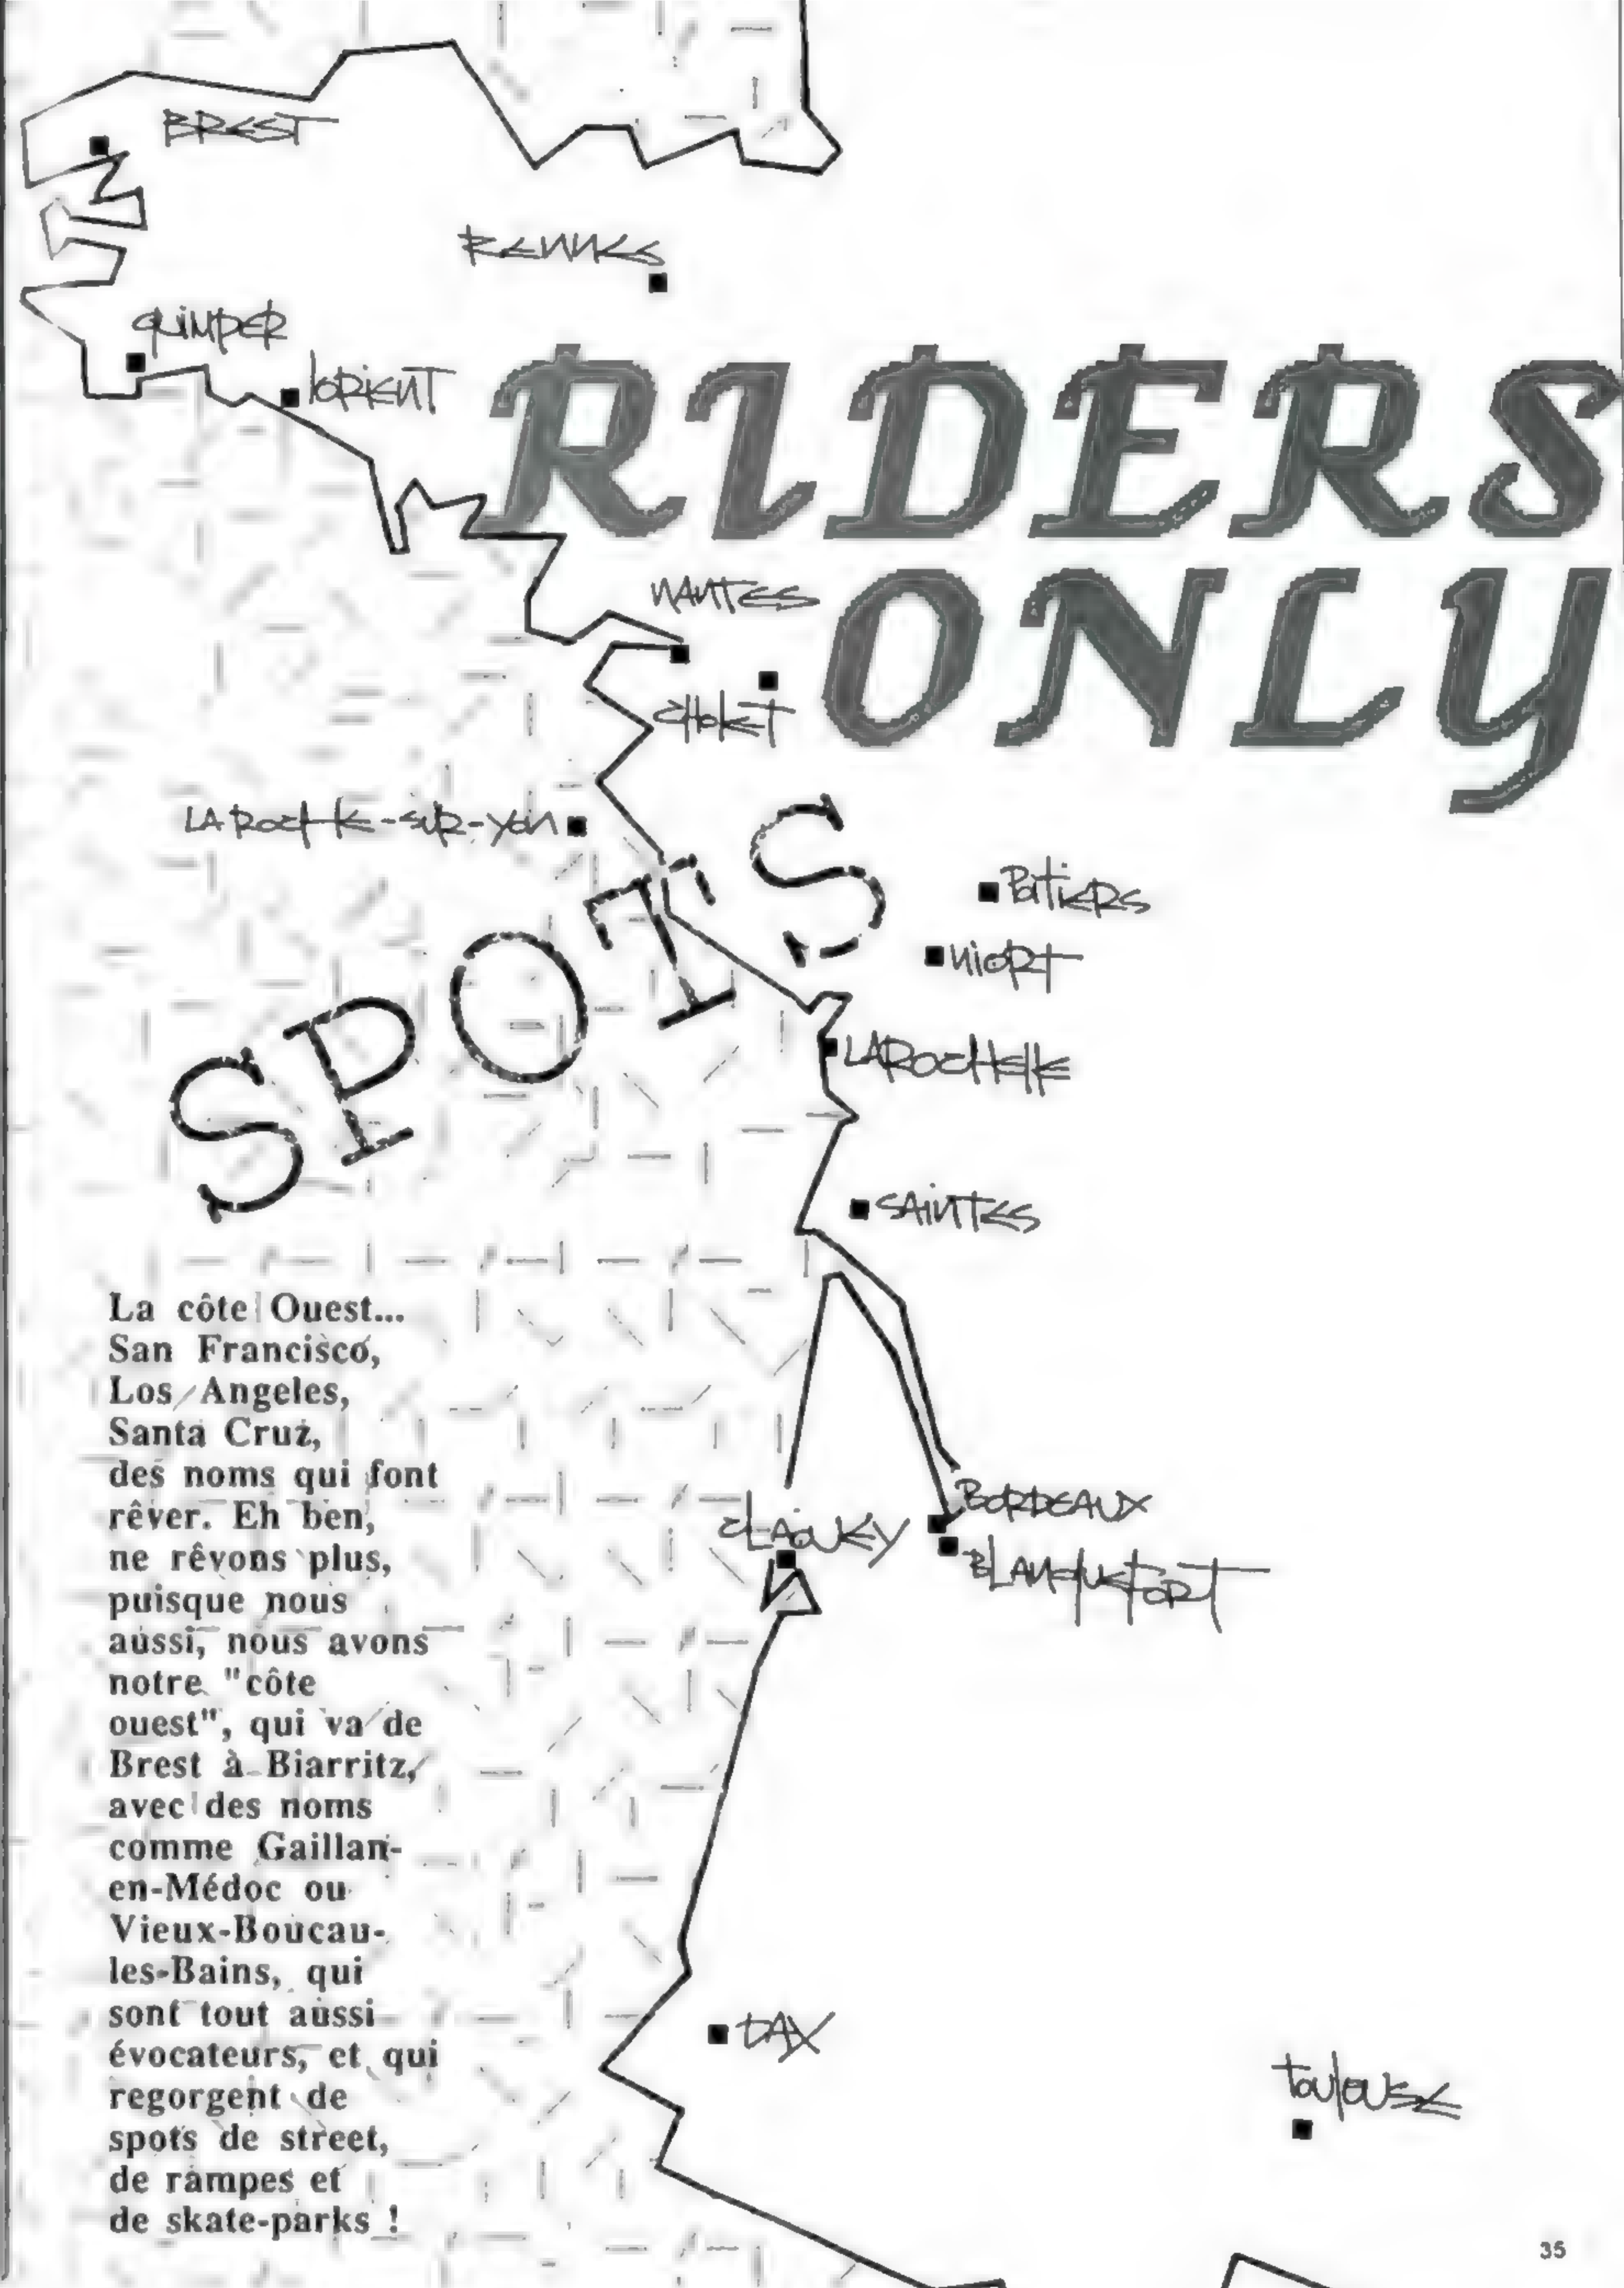 BREST
RENNES
QUIMPER
LORIENT
RIDERS
ONLY
NANTES
CHOLET
LA ROCHE-SUR-YON
SPOTS
POITIERS
NIORT
LA ROCHELLE
SAINTES
La côte Ouest...
San Francisco,
Los Angeles,
Santa Cruz,
des noms qui font
rêver. Eh ben,
ne rêvons plus,
puisque nous
aussi, nous avons
notre "côte
ouest", qui va de
Brest à Biarritz,
avec des noms
comme Gaillan-
en-Médoc ou
Vieux-Boucau-
les-Bains, qui
sont tout aussi
évocateurs, et qui
regorgent de
spots de street,
de rampes et
de skate-parks !
BORDEAUX
CLAOUEY
BLANQUEFORT
DAX
TOULOUSE
35